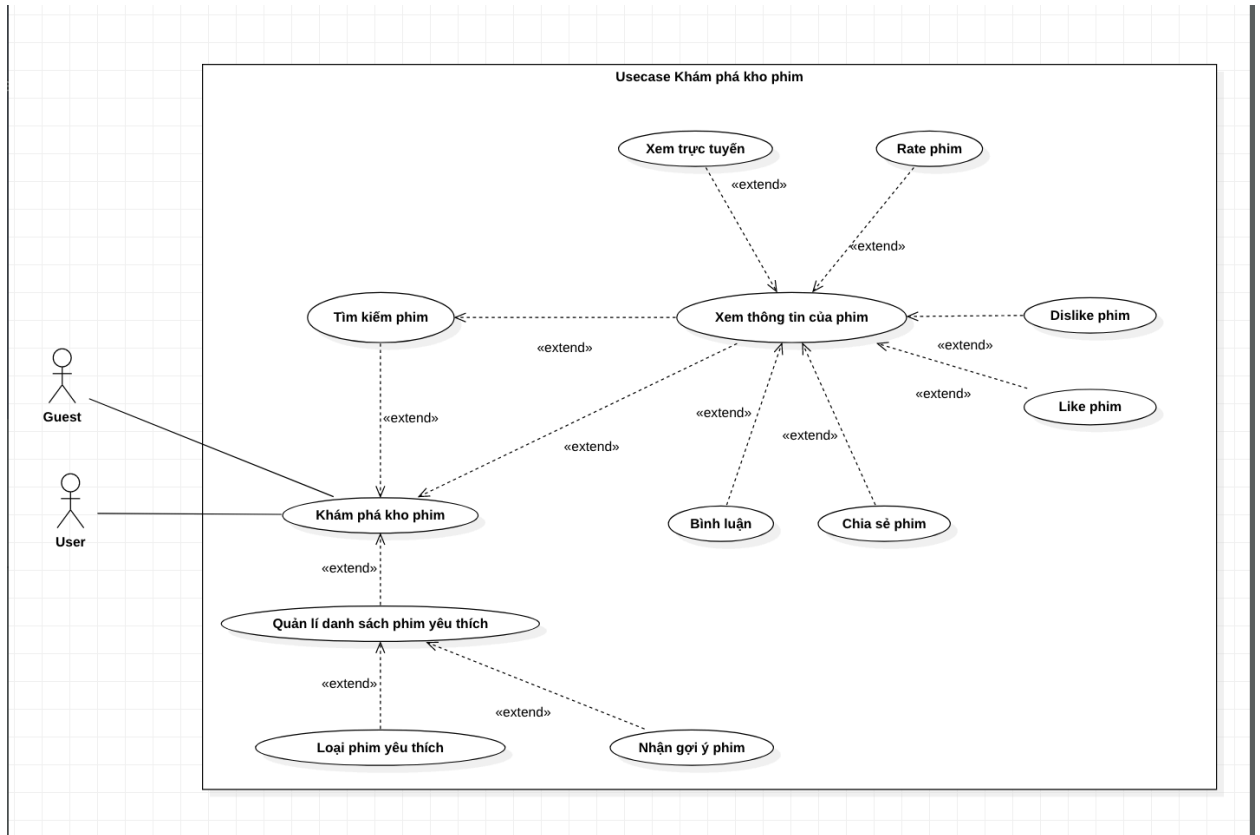 Usecase Khám phá kho phim
Xem trực tuyến
Rate phim
«extend»
«extend»
Tìm kiếm phim
Xem thông tin của phim
Dislike phim
«extend»
«extend»
Guest
«extend»
«extend»
«extend»
Like phim
«extend»
«extend»
User
Khám phá kho phim
Bình luận
Chia sẻ phim
«extend»
Quản lí danh sách phim yêu thích
«extend»
«extend»
Loại phim yêu thích
Nhận gợi ý phim